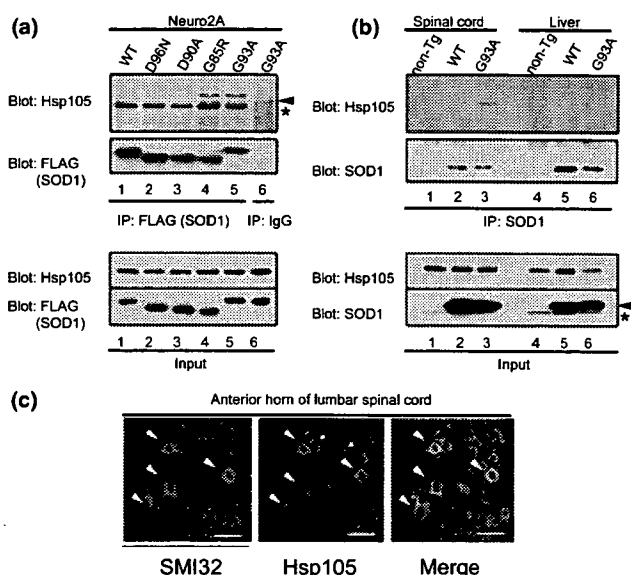 (a)
Neuro2A
WT D96N D90A G85R G93A G93A
Blot: Hsp105
*
Blot: FLAG
(SOD1)
1 2 3 4 5 6
IP: FLAG (SOD1) IP: IgG
Blot: Hsp105
Blot: FLAG
(SOD1)
1 2 3 4 5 6
Input
(b)
Spinal cord Liver
non-Tg WT G93A non-Tg WT G93A
Blot: Hsp105
Blot: SOD1
1 2 3 4 5 6
IP: SOD1
Blot: Hsp105
Blot: SOD1
*
1 2 3 4 5 6
Input
(c)
Anterior horn of lumbar spinal cord
SMI32 Hsp105 Merge